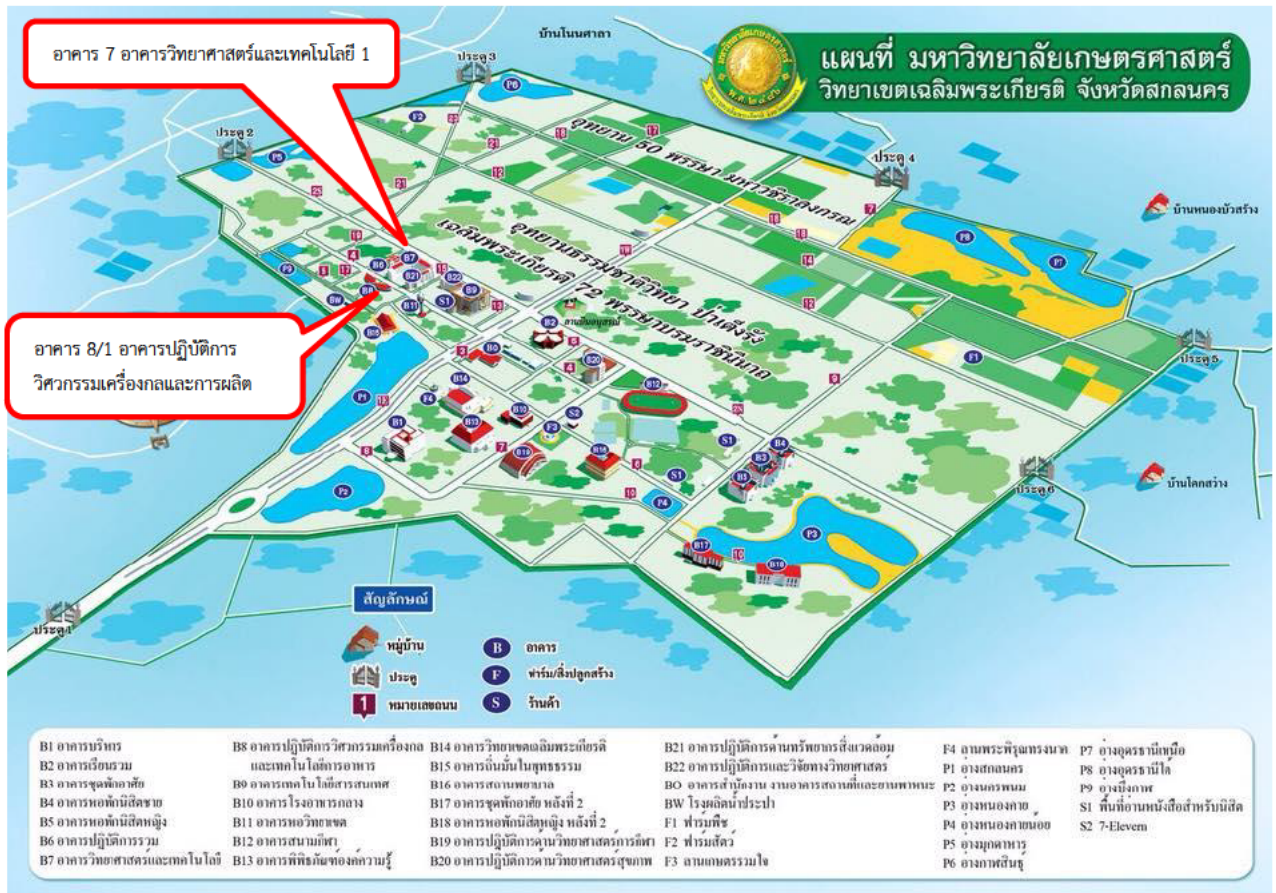 อาคาร 7 อาคารวิทยาศาสตร์และเทคโนโลยี 1
อาคาร 8/1 อาคารปฏิบัติการ
วิศวกรรมเครื่องกลและการผลิต
แผนที่ มหาวิทยาลัยเกษตรศาสตร์
วิทยาเขตเฉลิมพระเกียรติ จังหวัดสกลนคร
บ้านโนนศาลา
ประตู 3
ประตู 2
ประตู 4
บ้านหนองบัวสร้าง
ประตู 5
บ้านโคกสว่าง
ประตู 6
ประตู 1
อุทยาน 50 พรรษา มหาวชิราลงกรณ
อุทยานธรรมชาติวิทยา ป่าเต็งรัง
เฉลิมพระเกียรติ 72 พรรษาบรมราชินีนาถ
P6
F2
P5
P8
P7
P9
B6
B7
B21
B22
B9
B8
BW
B11
S1
B15
B2
B0
B20
B14
B12
F1
P1
F4
B1
B13
B10
S2
F3
B19
B16
S1
S1
B4
B3
B5
P2
P4
P3
B17
B18
สัญลักษณ์
หมู่บ้าน
ประตู
1 หมายเลขถนน
B อาคาร
F ฟาร์ม/สิ่งปลูกสร้าง
S ร้านค้า
B1 อาคารบริหาร
B2 อาคารเรียนรวม
B3 อาคารชุดพักอาศัย
B4 อาคารหอพักนิสิตชาย
B5 อาคารหอพักนิสิตหญิง
B6 อาคารปฏิบัติการรวม
B7 อาคารวิทยาศาสตร์และเทคโนโลยี
B8 อาคารปฏิบัติการวิศวกรรมเครื่องกล
และเทคโนโลยีการอาหาร
B9 อาคารเทคโนโลยีสารสนเทศ
B10 อาคารโรงอาหารกลาง
B11 อาคารหอวิทยาเขต
B12 อาคารสนามกีฬา
B13 อาคารพิพิธภัณฑ์องค์ความรู้
B14 อาคารวิทยาเขตเฉลิมพระเกียรติ
B15 อาคารถิ่นมั่นในพุทธธรรม
B16 อาคารสถานพยาบาล
B17 อาคารชุดพักอาศัย หลังที่ 2
B18 อาคารหอพักนิสิตหญิง หลังที่ 2
B19 อาคารปฏิบัติการด้านวิทยาศาสตร์การกีฬา
B20 อาคารปฏิบัติการด้านวิทยาศาสตร์สุขภาพ
B21 อาคารปฏิบัติการด้านทรัพยากรสิ่งแวดล้อม
B22 อาคารปฏิบัติการและวิจัยทางวิทยาศาสตร์
BO อาคารสำนักงาน งานอาคารสถานที่และยานพาหนะ
BW โรงผลิตน้ำประปา
F1 ฟาร์มพืช
F2 ฟาร์มสัตว์
F3 ลานเกษตรรวมใจ
F4 ลานพระพิรุณทรงนาค
P1 อ่างสกลนคร
P2 อ่างนครพนม
P3 อ่างหนองคาย
P4 อ่างหนองคายน้อย
P5 อ่างมุกดาหาร
P6 อ่างกาฬสินธุ์
P7 อ่างอุดรธานีเหนือ
P8 อ่างอุดรธานีใต้
P9 อ่างบึงกาฬ
S1 พื้นที่อ่านหนังสือสำหรับนิสิต
S2 7-Elevem